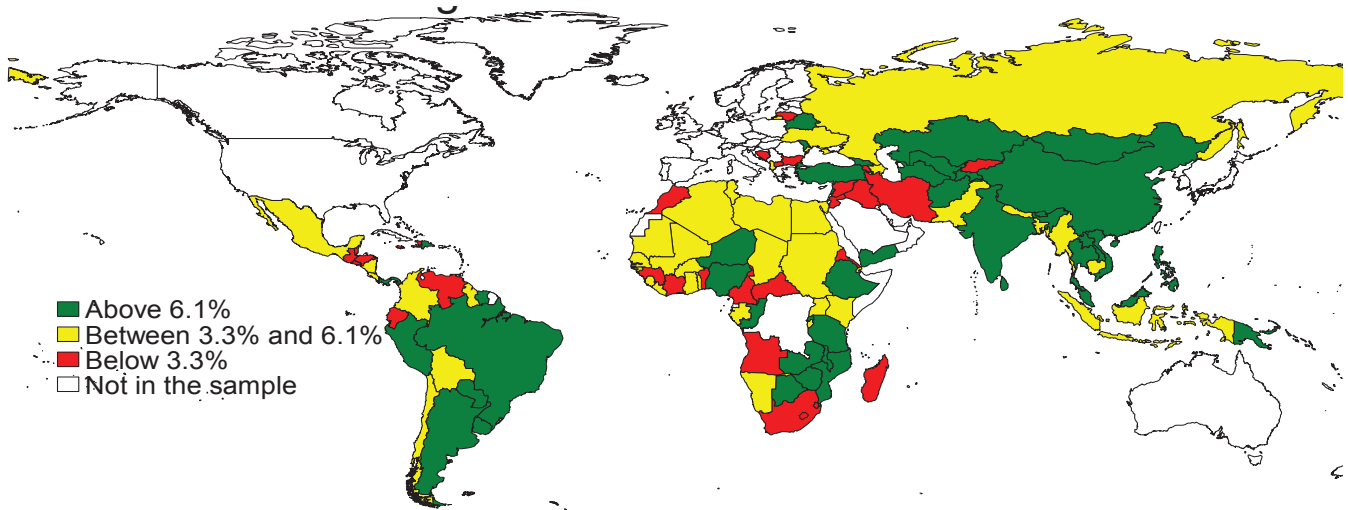 Above 6.1%
Between 3.3% and 6.1%
Below 3.3%
Not in the sample